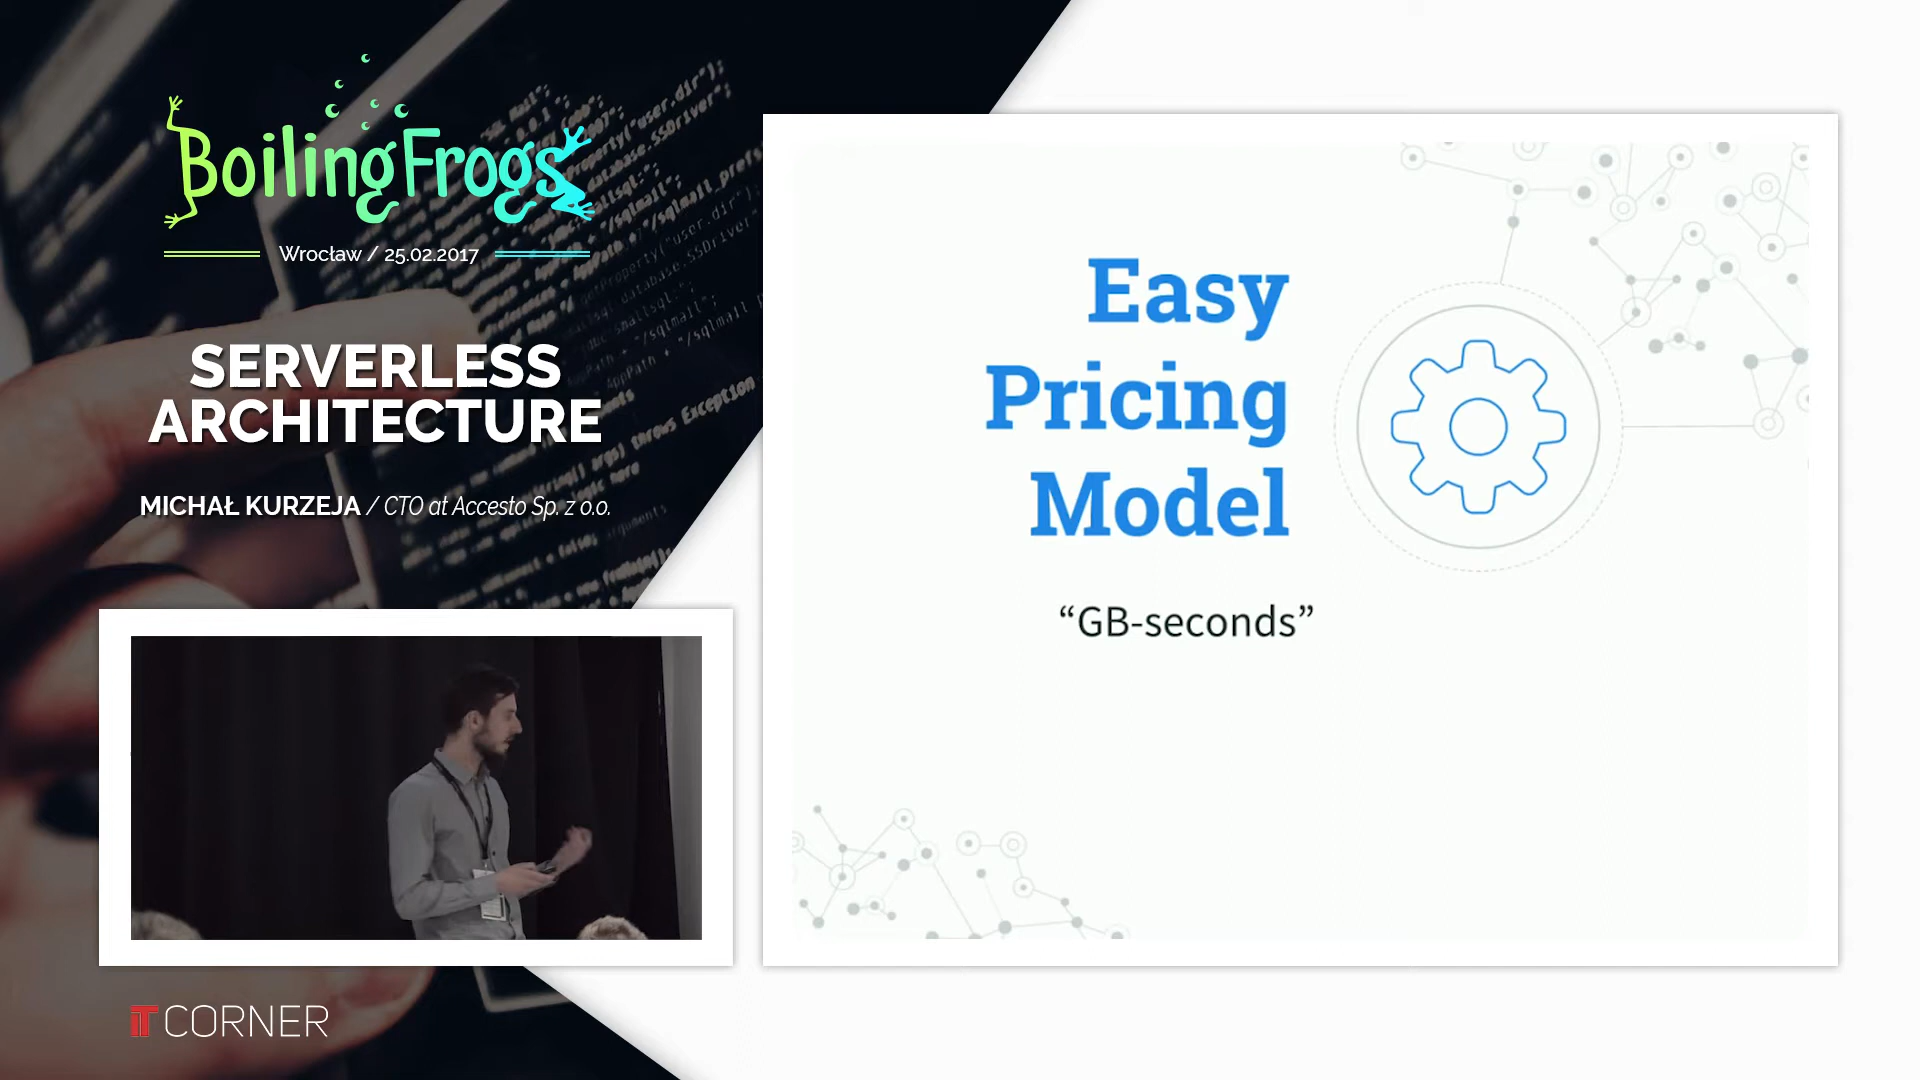 BoilingFrogs
Wrocław / 25.02.2017
SERVERLESS
ARCHITECTURE
MICHAŁ KURZEJA / CTO at Accesto Sp. z o.o.
Easy
Pricing
Model
“GB-seconds”
iT CORNER